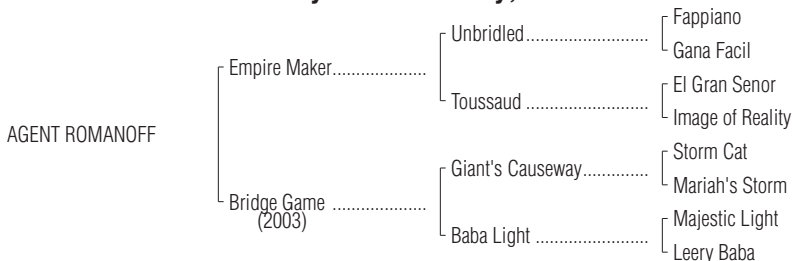 Fappiano
Unbridled
Gana Facil
Empire Maker
El Gran Senor
Toussaud
Image of Reality
AGENT ROMANOFF
Storm Cat
Giant's Causeway
Mariah's Storm
Bridge Game
(2003)
Majestic Light
Baba Light
Leery Baba